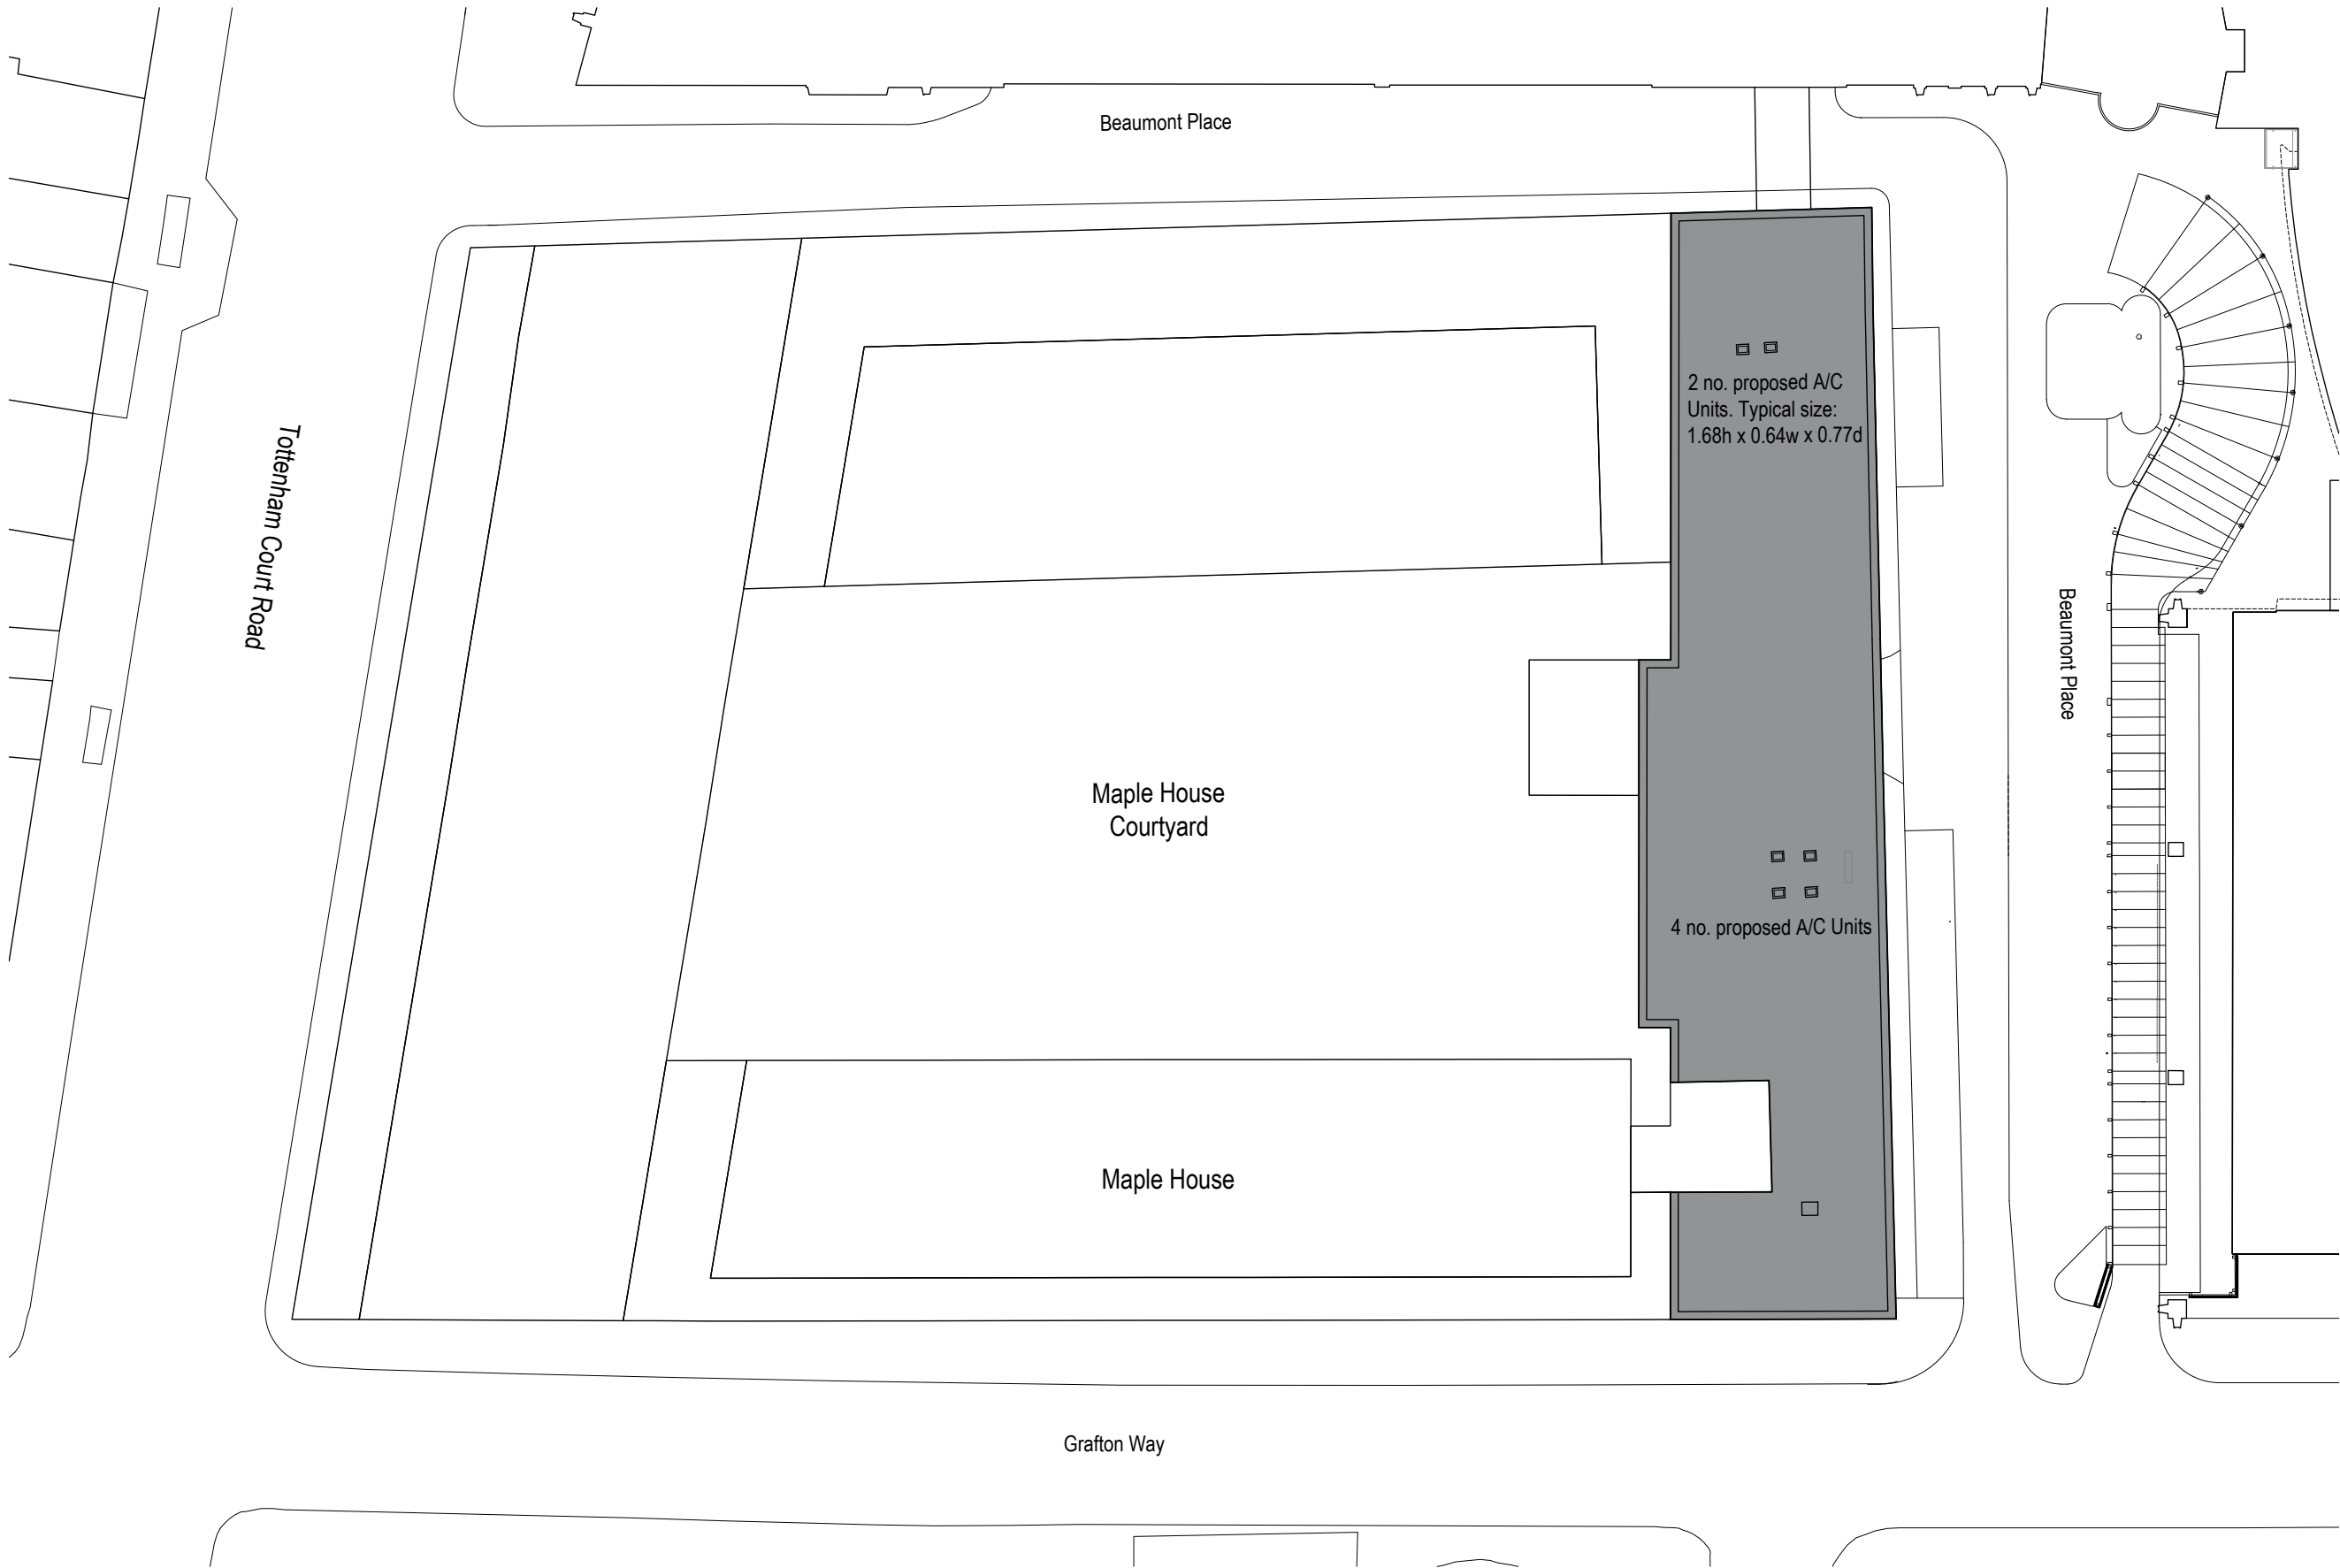 Beaumont Place
2 no. proposed A/C
Units. Typical size:
1.68h x 0.64w x 0.77d
Tottenham Court Road
Beaumont Place
Maple House
Courtyard
4 no. proposed A/C Units
Maple House
Grafton Way